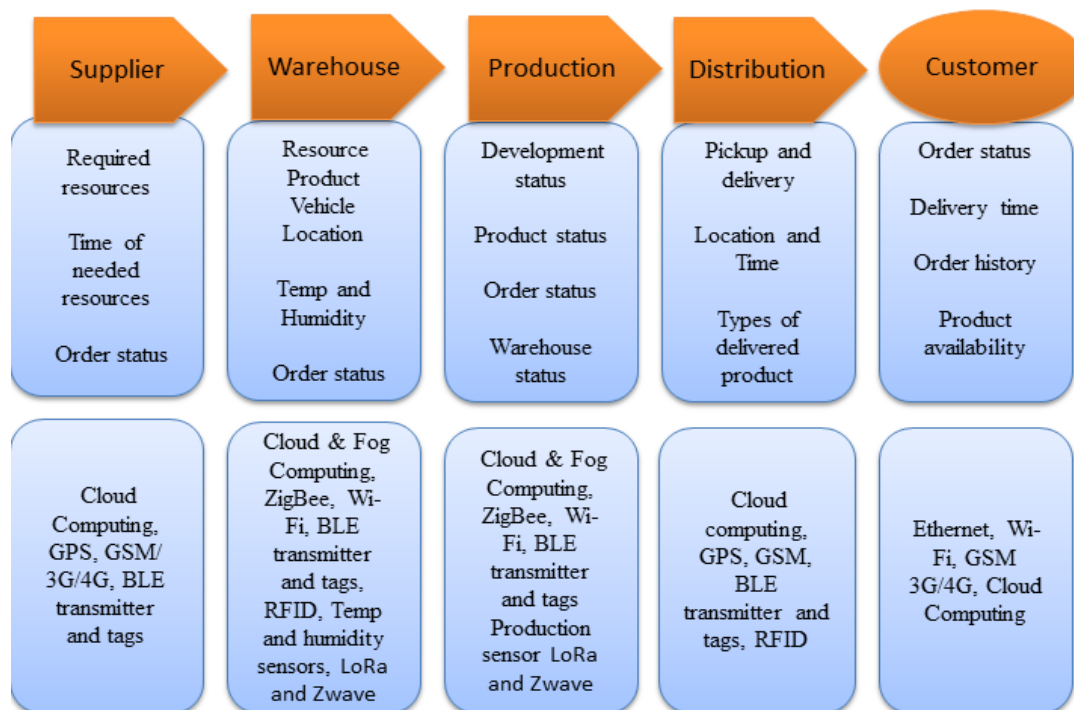 Supplier
Warehouse
Production
Distribution
Customer
Required
resources
Time of
needed
resources
Order status
Resource
Product
Vehicle
Location
Temp and
Humidity
Order status
Development
status
Product status
Order status
Warehouse
status
Pickup and
delivery
Location and
Time
Types of
delivered
product
Order status
Delivery time
Order history
Product
availability
Cloud
Computing,
GPS, GSM/
3G/4G, BLE
transmitter
and tags
Cloud & Fog
Computing,
ZigBee, Wi-
Fi, BLE
transmitter
and tags,
RFID, Temp
and humidity
sensors, LoRa
and Zwave
Cloud & Fog
Computing,
ZigBee, Wi-
Fi, BLE
transmitter
and tags
Production
sensor LoRa
and Zwave
Cloud
computing,
GPS, GSM,
BLE
transmitter and
tags, RFID
Ethernet, Wi-
Fi, GSM
3G/4G, Cloud
Computing